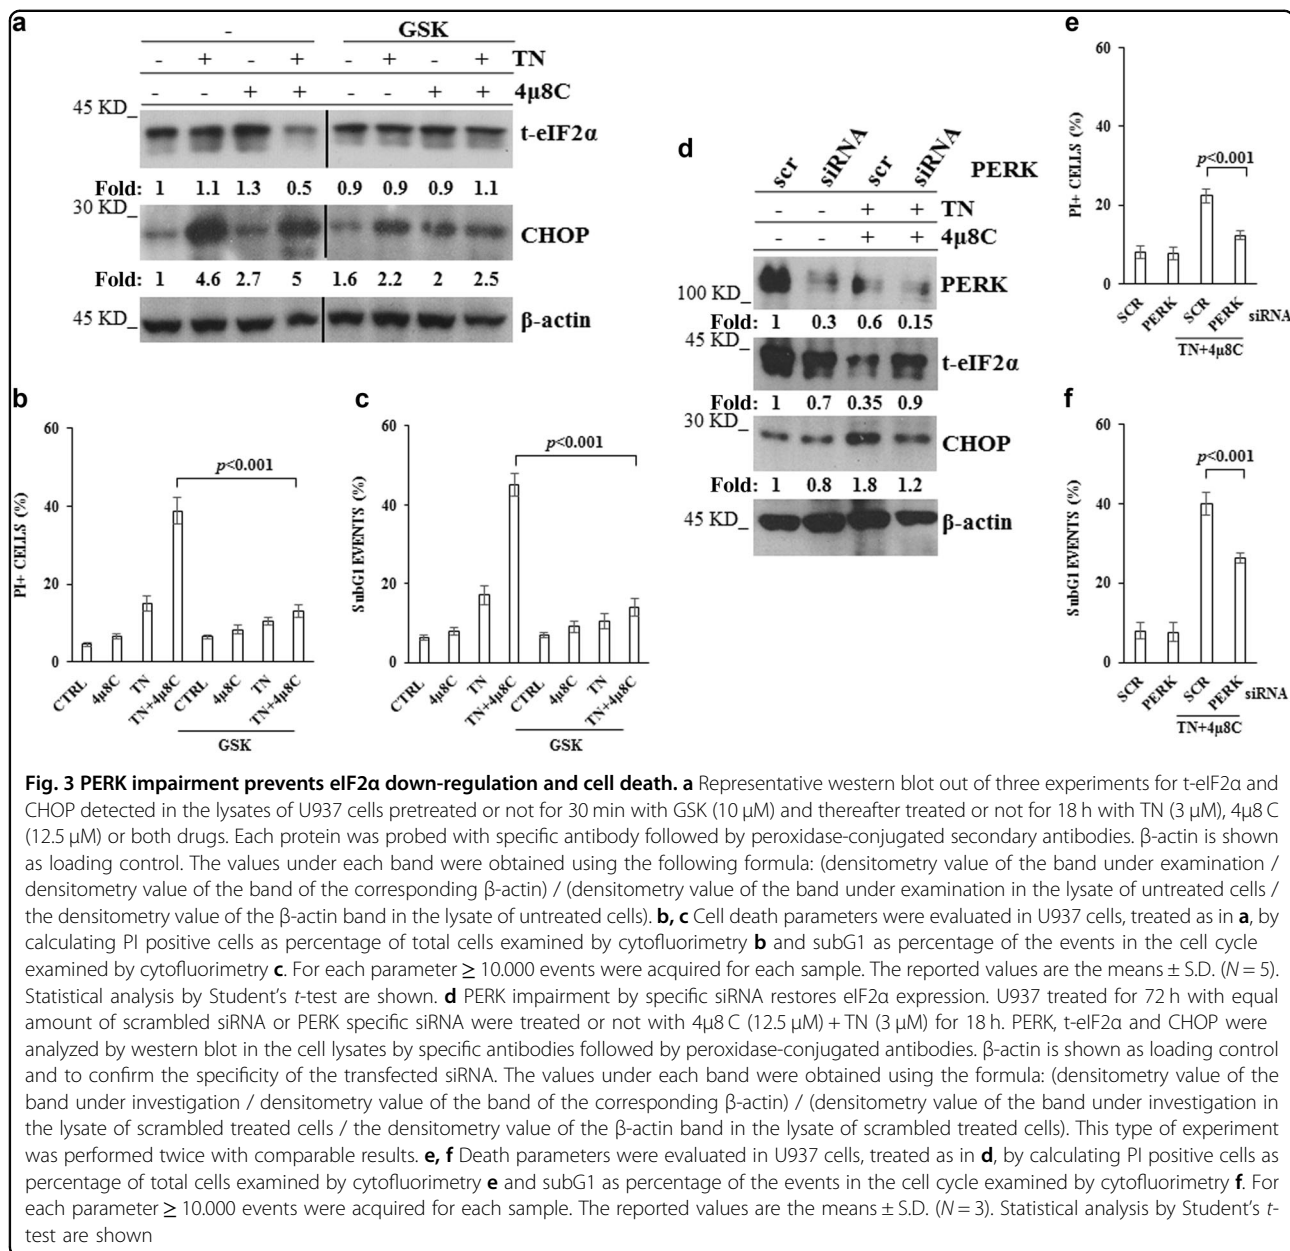 a
- GSK
- + - + - + - + TN
- - + + - - + + 4µ8C
45 KD_
t-eIF2α
Fold: 1 1.1 1.3 0.5 0.9 0.9 0.9 1.1
30 KD_
CHOP
Fold: 1 4.6 2.7 5 1.6 2.2 2 2.5
45 KD_
β-actin
b
60
40
20
0
PI+ CELLS (%)
p<0.001
CTRL 4µ8C TN TN+4µ8C CTRL 4µ8C TN TN+4µ8C
GSK
c
60
40
20
0
SubG1 EVENTS (%)
p<0.001
CTRL 4µ8C TN TN+4µ8C CTRL 4µ8C TN TN+4µ8C
GSK
d
scr siRNA scr siRNA PERK
- - + + TN
- - + + 4µ8C
100 KD_
PERK
Fold: 1 0.3 0.6 0.15
45 KD_
t-eIF2α
Fold: 1 0.7 0.35 0.9
30 KD_
CHOP
Fold: 1 0.8 1.8 1.2
45 KD_
β-actin
e
60
40
20
0
PI+ CELLS (%)
p<0.001
SCR PERK SCR PERK siRNA
TN+4µ8C
f
60
40
20
0
SubG1 EVENTS (%)
p<0.001
SCR PERK SCR PERK siRNA
TN+4µ8C
Fig. 3 PERK impairment prevents eIF2α down-regulation and cell death. a Representative western blot out of three experiments for t-eIF2α and
CHOP detected in the lysates of U937 cells pretreated or not for 30 min with GSK (10 µM) and thereafter treated or not for 18 h with TN (3 µM), 4µ8 C
(12.5 µM) or both drugs. Each protein was probed with specific antibody followed by peroxidase-conjugated secondary antibodies. β-actin is shown
as loading control. The values under each band were obtained using the following formula: (densitometry value of the band under examination /
densitometry value of the band of the corresponding β-actin) / (densitometry value of the band under examination in the lysate of untreated cells /
the densitometry value of the β-actin band in the lysate of untreated cells). b, c Cell death parameters were evaluated in U937 cells, treated as in a, by
calculating PI positive cells as percentage of total cells examined by cytofluorimetry b and subG1 as percentage of the events in the cell cycle
examined by cytofluorimetry c. For each parameter ≥ 10.000 events were acquired for each sample. The reported values are the means ± S.D. (N = 5).
Statistical analysis by Student's t-test are shown. d PERK impairment by specific siRNA restores eIF2α expression. U937 treated for 72 h with equal
amount of scrambled siRNA or PERK specific siRNA were treated or not with 4µ8 C (12.5 µM) + TN (3 µM) for 18 h. PERK, t-eIF2α and CHOP were
analyzed by western blot in the cell lysates by specific antibodies followed by peroxidase-conjugated antibodies. β-actin is shown as loading control
and to confirm the specificity of the transfected siRNA. The values under each band were obtained using the formula: (densitometry value of the
band under investigation / densitometry value of the band of the corresponding β-actin) / (densitometry value of the band under investigation in
the lysate of scrambled treated cells / the densitometry value of the β-actin band in the lysate of scrambled treated cells). This type of experiment
was performed twice with comparable results. e, f Death parameters were evaluated in U937 cells, treated as in d, by calculating PI positive cells as
percentage of total cells examined by cytofluorimetry e and subG1 as percentage of the events in the cell cycle examined by cytofluorimetry f. For
each parameter ≥ 10.000 events were acquired for each sample. The reported values are the means ± S.D. (N = 3). Statistical analysis by Student's t-
test are shown